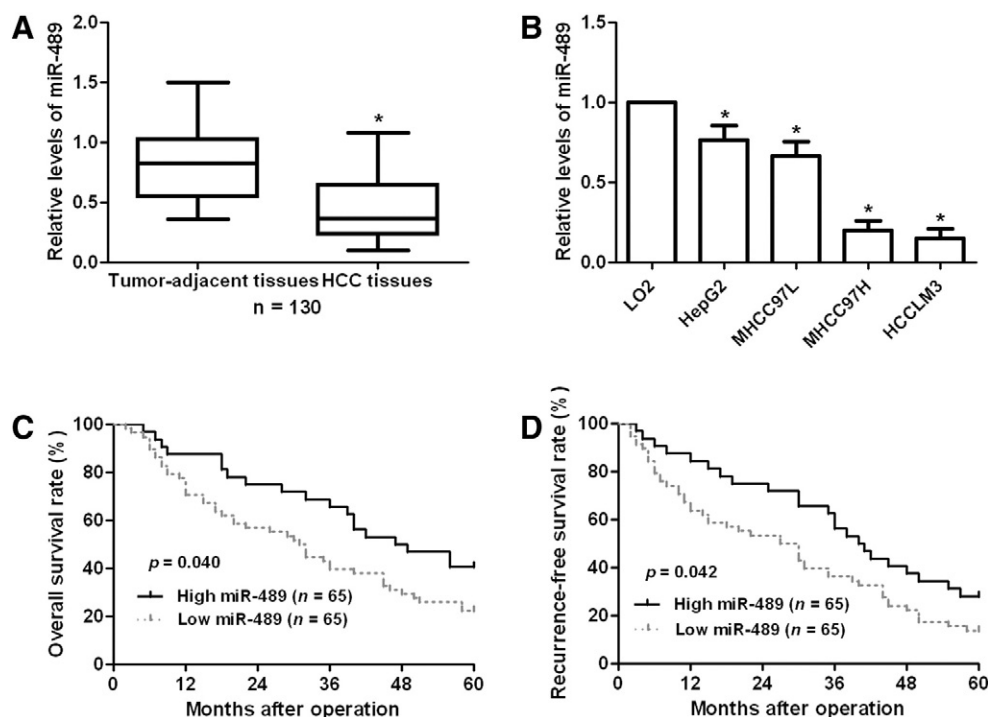 A
Relative levels of miR-489
2.0
1.5
1.0
0.5
0.0
*
Tumor-adjacent tissues HCC tissues
n = 130
B
Relative levels of miR-489
1.5
1.0
0.5
0.0
* * * *
LO2 HepG2 MHCC97L MHCC97H HCCLM3
C
Overall survival rate (%)
100
80
60
40
20
0
p = 0.040
High miR-489 (n = 65)
Low miR-489 (n = 65)
0 12 24 36 48 60
Months after operation
D
Recurrence-free survival rate (%)
100
80
60
40
20
0
p = 0.042
High miR-489 (n = 65)
Low miR-489 (n = 65)
0 12 24 36 48 60
Months after operation